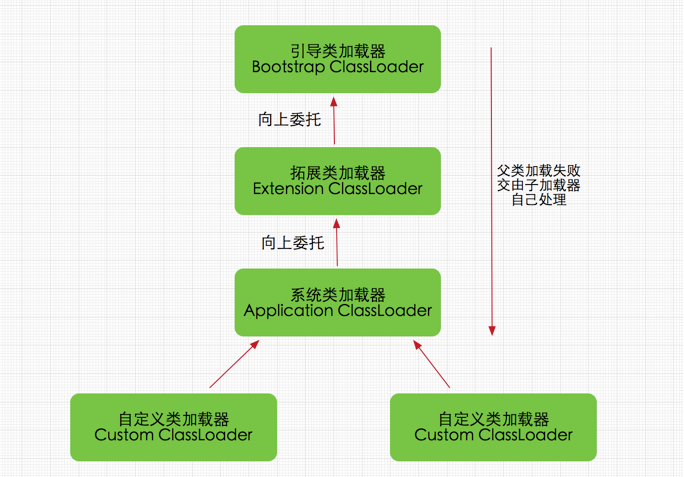 引导类加载器
Bootstrap ClassLoader
向上委托
拓展类加载器
Extension ClassLoader
父类加载失败
交由子加载器
自己处理
向上委托
系统类加载器
Application ClassLoader
自定义类加载器
Custom ClassLoader
自定义类加载器
Custom ClassLoader